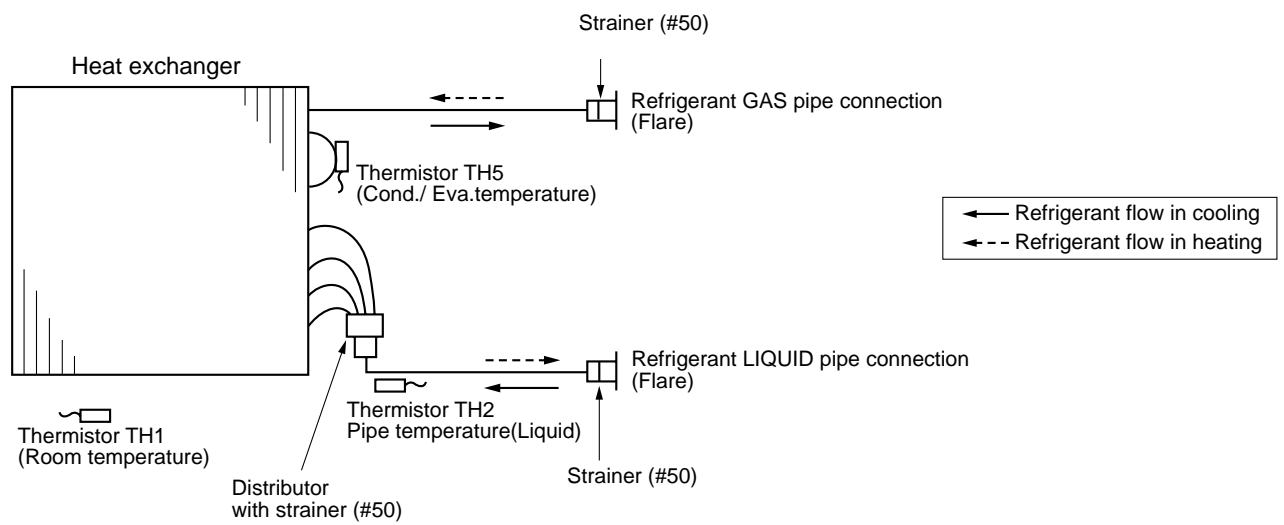 Strainer (#50)
Heat exchanger
Refrigerant GAS pipe connection
(Flare)
Thermistor TH5
(Cond./ Eva.temperature)
Refrigerant flow in cooling
Refrigerant flow in heating
Refrigerant LIQUID pipe connection
(Flare)
Thermistor TH2
Pipe temperature(Liquid)
Thermistor TH1
(Room temperature)
Strainer (#50)
Distributor
with strainer (#50)